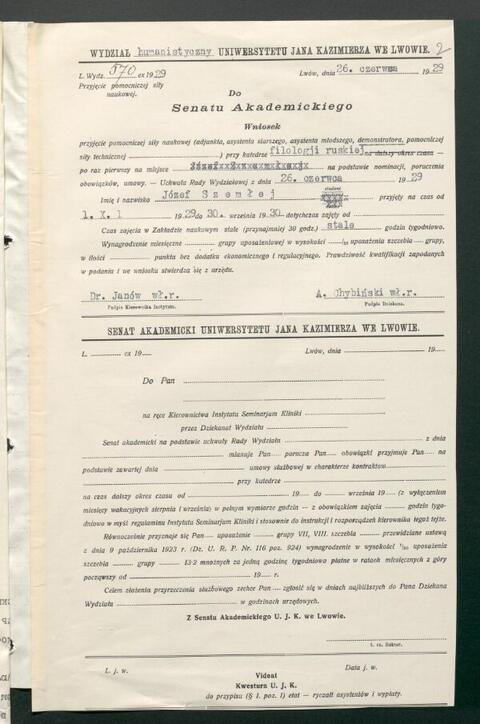 WYDZIAŁ humanistyczny UNIWERSYTETU JANA KAZIMIERZA WE LWOWIE. 2
L. Wydz. 570 ex 1929 Lwów, dnia 26. czerwca 1929
Przyjęcie pomocniczej siły
naukowej.
Do
Senatu Akademickiego
Wniosek
przyjęcie pomocniczej siły naukowej (adjunkta, asystenta starszego, asystenta młodszego, demonstratora, pomocniczej
siły technicznej ) przy katedrze filologji ruskiej na dalszy okres czasu —
po raz pierwszy na miejsce na podstawie nominacji, poruczenia
obowiązków, umowy. — Uchwała Rady Wydziałowej z dnia 26. czerwca 1929
Imię i nazwisko Józef Szemłej student przyjęty na czas od
1. X. 1 1929 do 30. września 1930. dotychczas zajęty od
Czas zajęcia w Zakładzie naukowym stale (przynajmniej 30 godz.) stale godzin tygodniowo.
Wynagrodzenie miesięczne grupy uposażeniowej w wysokości uposażenia szczebla grupy,
w ilości punkta bez dodatku ekonomicznego i regulacyjnego. Prawdziwość kwalifikacji zapodanych
w podaniu i we wniosku stwierdza się z urzędu.
Dr. Janów wł.r. A. Chybiński wł.r.
Podpis Kierownika Instytutu. Podpis Dziekana.
SENAT AKADEMICKI UNIWERSYTETU JANA KAZIMIERZA WE LWOWIE.
L. ex 19 Lwów, dnia 19
Do Pan
na ręce Kierownictwa Instytutu Seminarjum Kliniki
przez Dziekanat Wydziału
Senat akademicki na podstawie uchwały Rady Wydziału z dnia
mianuje Pan porucza Pan obowiązki przyjmuje Pan na
podstawie zawartej dnia umowy służbowej w charakterze kontraktow
przy katedrze
na czas dalszy okres czasu od 19 do września 19 (z wyłączeniem
miesięcy wakacyjnych sierpnia i września) w pełnym wymiarze godzin — z obowiązkiem zajęcia godzin tygo-
dniowo w myśl regulaminu Instytutu Seminarjum Kliniki i stosownie do instrukcji i rozporządzeń kierownika tegoż tejże.
Równocześnie przyznaje się Pan uposażenie grupy VII, VIII. szczebla przewidziane ustawą
z dnia 9 października 1923 r. (Dz. U. R. P. Nr 116 poz. 924) wynagrodzenie w wysokości uposażenia
szczebla grupy 13·2 mnożnych za jedną godzinę tygodniowo płatne w ratach miesięcznych z góry
począwszy od 19 r.
Celem złożenia przyrzeczenia służbowego zechce Pan zgłosić się w dniach najbliższych do Pana Dziekana
Wydziału w godzinach urzędowych.
Z Senatu Akademickiego U. J. K. we Lwowie.
t. cz. Rektor.
L. j. w. Data j. w.
Videat
Kwestura U. J. K.
do przypisu (§ 1. poz. 1) etat — ryczałt asystentów i wypłaty.